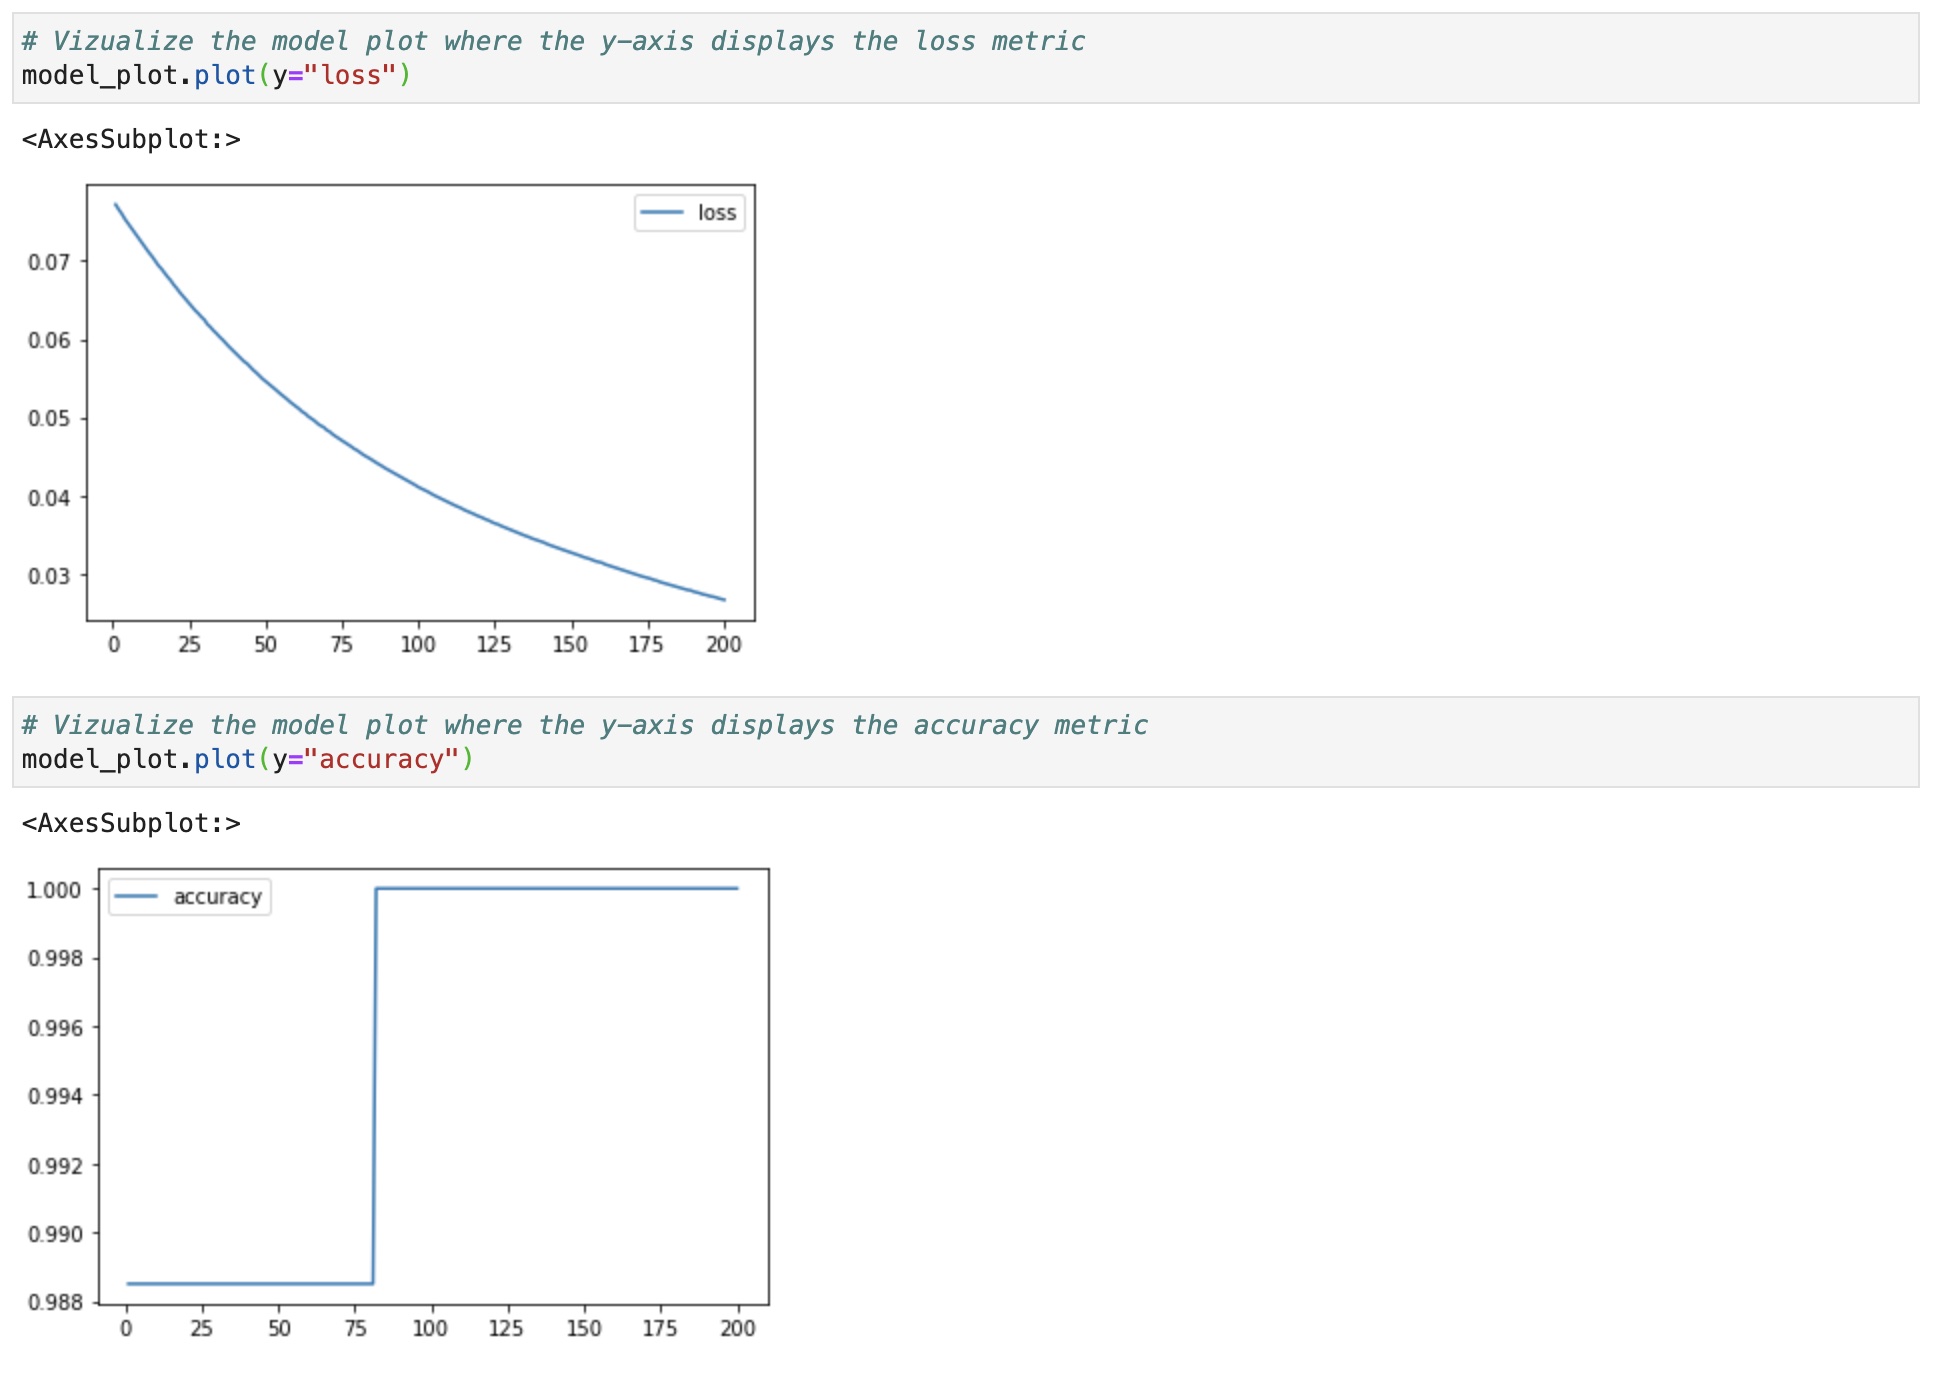 # Vizualize the model plot where the y-axis displays the loss metric
model_plot.plot(y="loss")
<AxesSubplot:>
loss
0.07
0.06
0.05
0.04
0.03
0 25 50 75 100 125 150 175 200
# Vizualize the model plot where the y-axis displays the accuracy metric
model_plot.plot(y="accuracy")
<AxesSubplot:>
accuracy
1.000
0.998
0.996
0.994
0.992
0.990
0.988
0 25 50 75 100 125 150 175 200